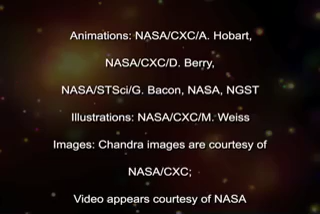 Animations: NASA/CXC/A. Hobart,
NASA/CXC/D. Berry,
NASA/STSci/G. Bacon, NASA, NGST
Illustrations: NASA/CXC/M. Weiss
Images: Chandra images are courtesy of
NASA/CXC;
Video appears courtesy of NASA